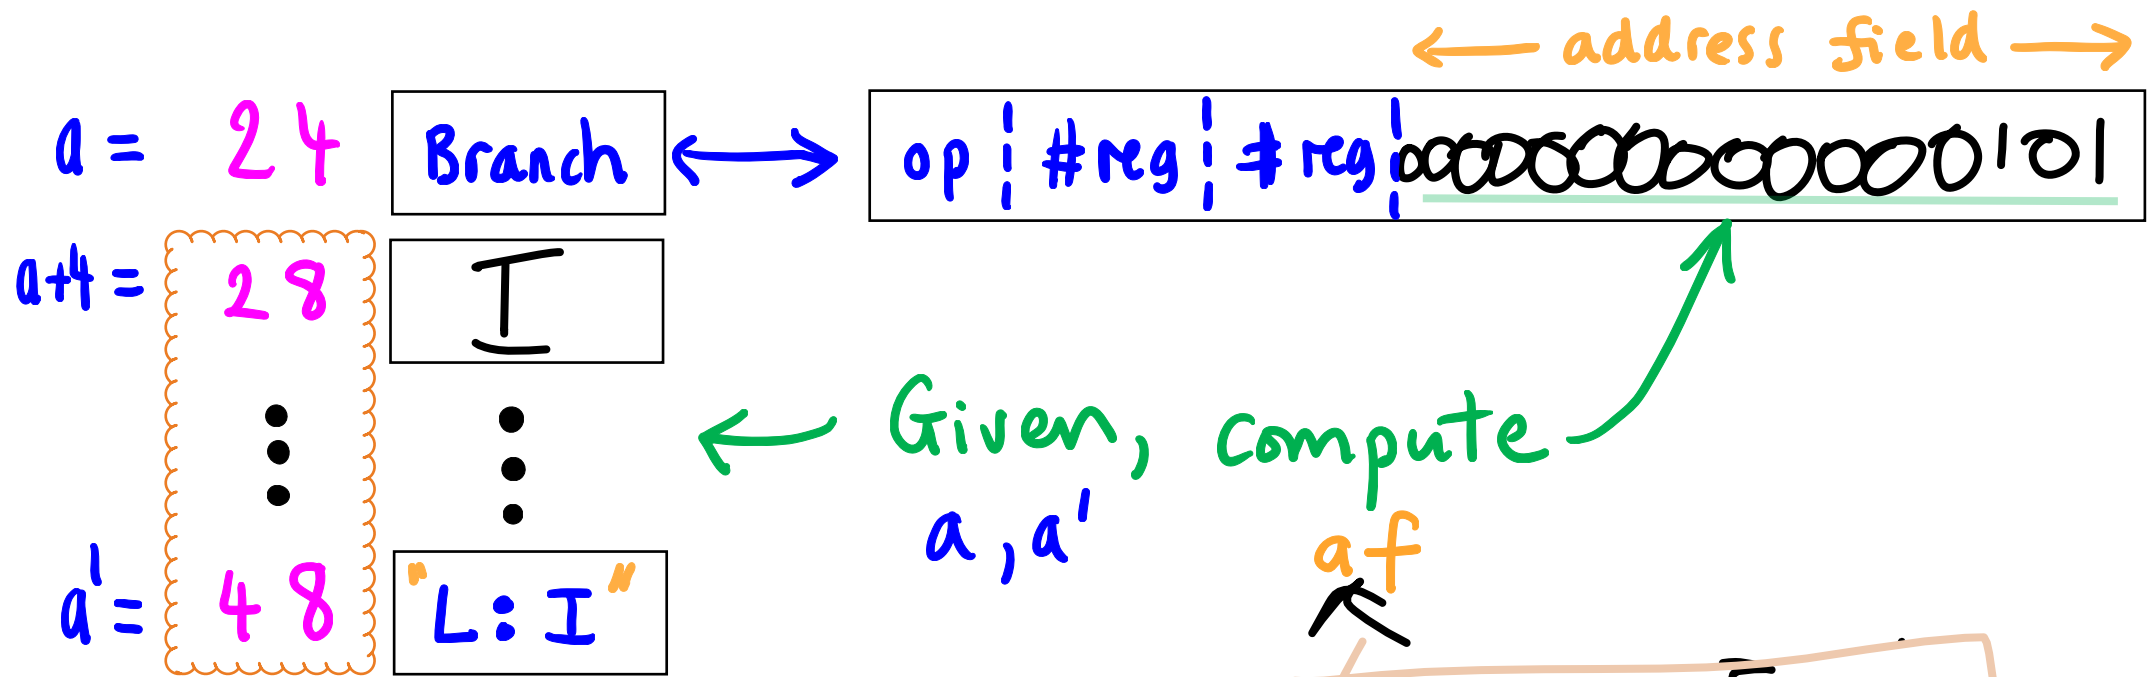 address field
a = 24 Branch op #reg #reg 0000000000000101
a+4 = 28 I
Given, compute
a, a' af
a' = 48 "L: I"